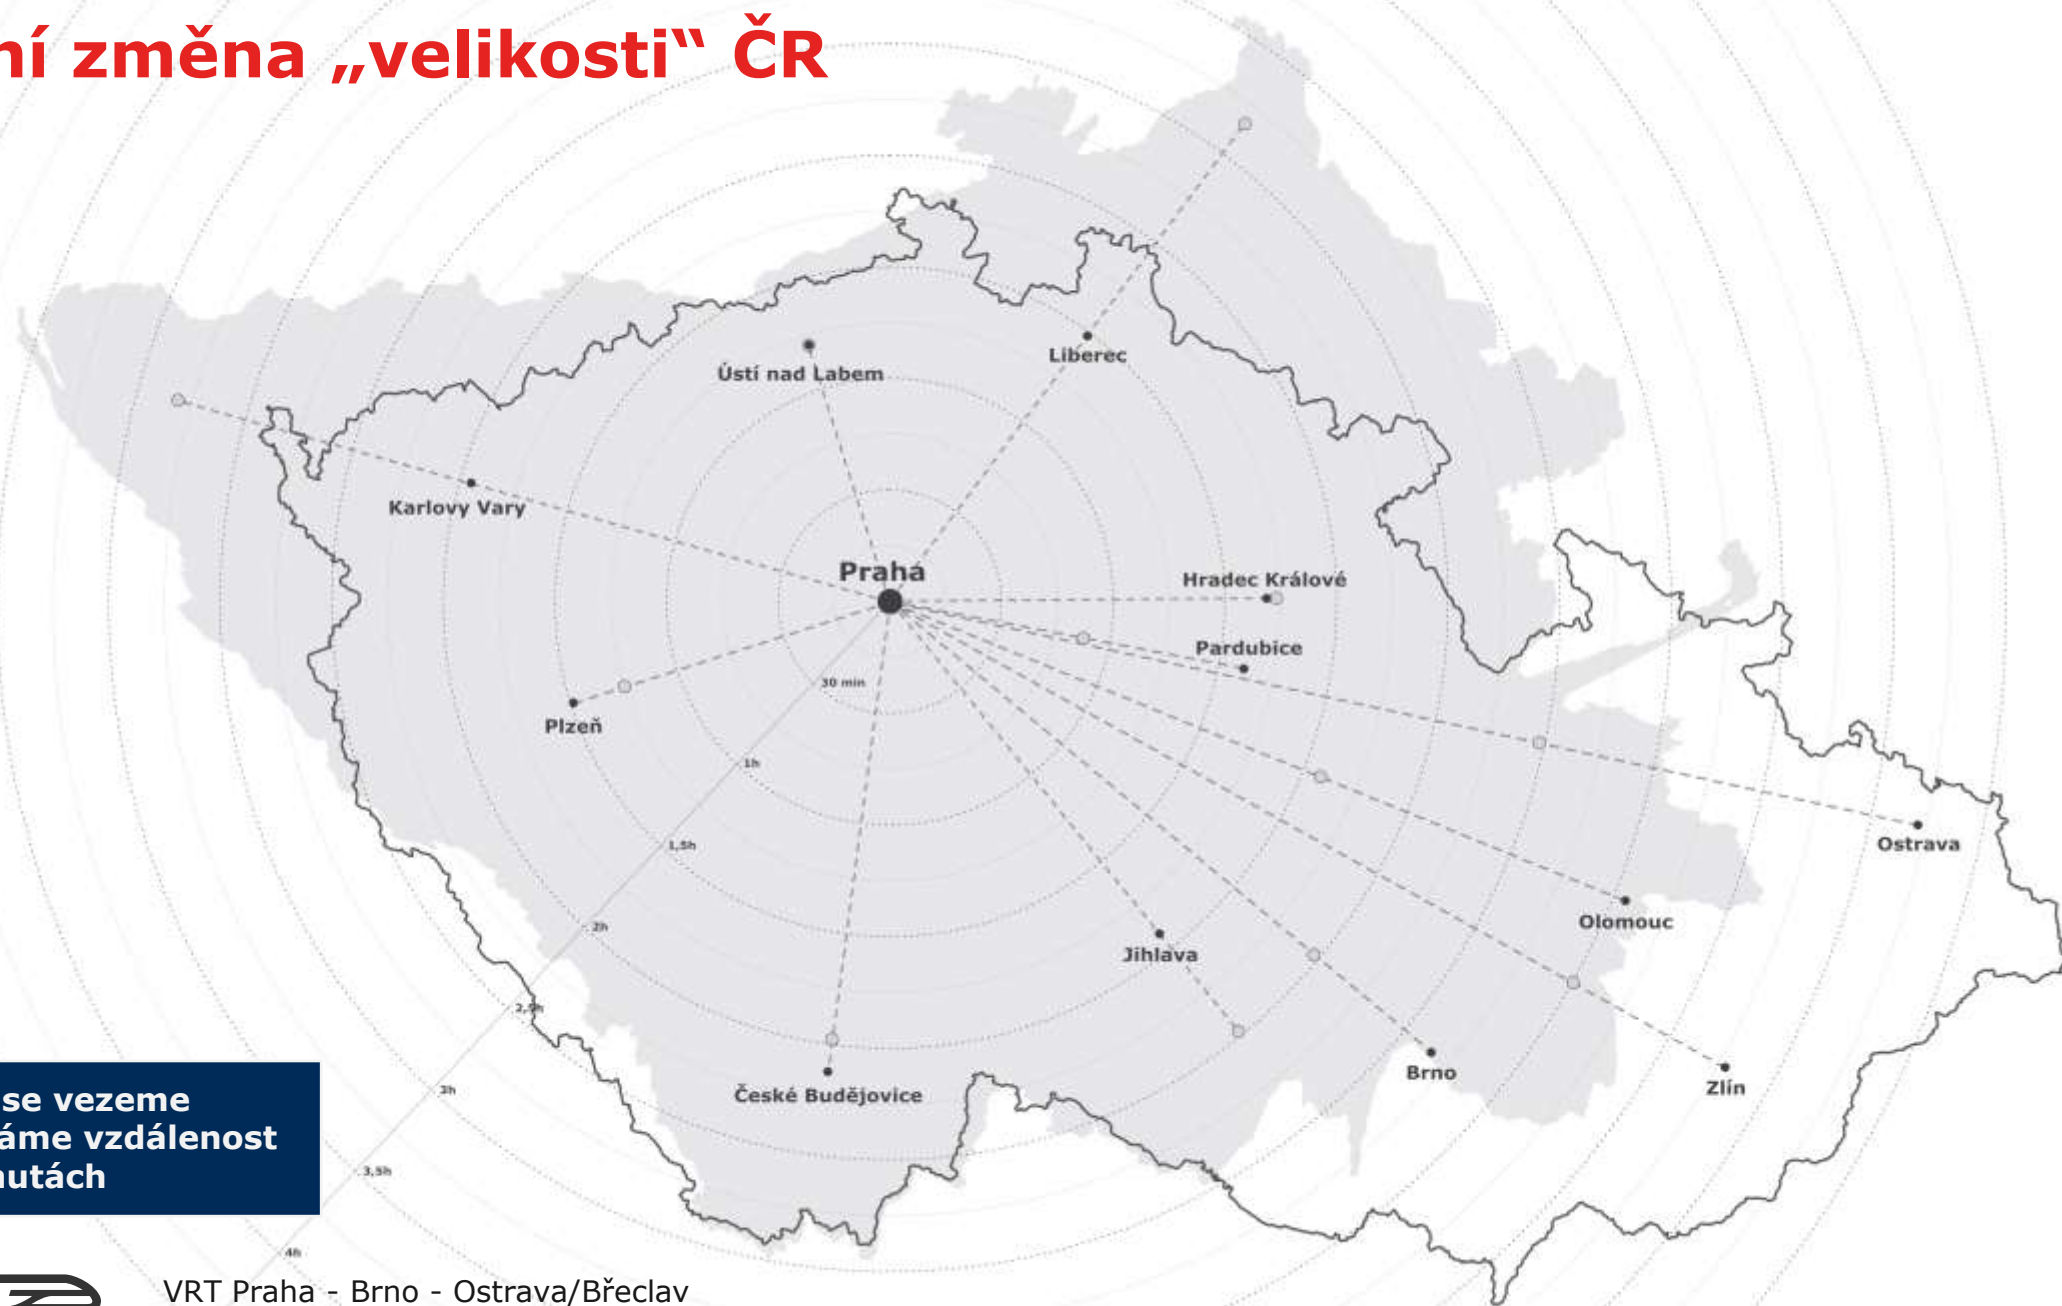 ní změna „velikosti“ ČR
Ústí nad Labem
Liberec
Karlovy Vary
Praha
Hradec Králové
Pardubice
30 min
Plzeň
1h
1,5h
Ostrava
2h
Olomouc
Jihlava
2,5h
Brno
Zlín
3h
České Budějovice
se vezeme
áme vzdálenost
nutách
3,5h
4h
VRT Praha - Brno - Ostrava/Břeclav